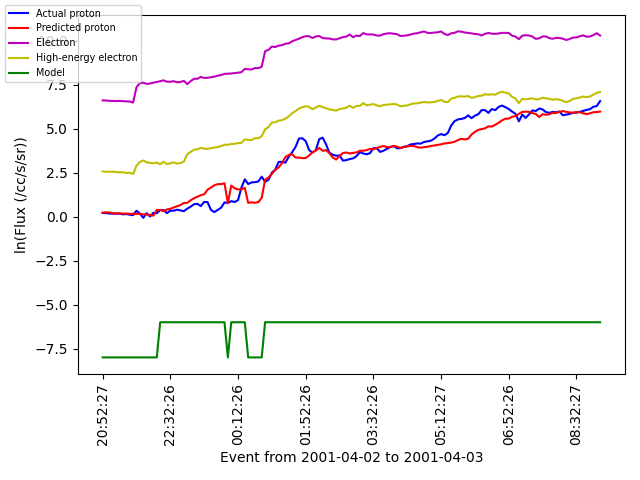 Actual proton
Predicted proton
Electron
High-energy electron
Model
10.0
7.5
5.0
2.5
0.0
−2.5
−5.0
−7.5
ln(Flux (/cc/s/sr))
20:52:27
22:32:26
00:12:26
01:52:26
03:32:26
05:12:27
06:52:26
08:32:27
Event from 2001-04-02 to 2001-04-03